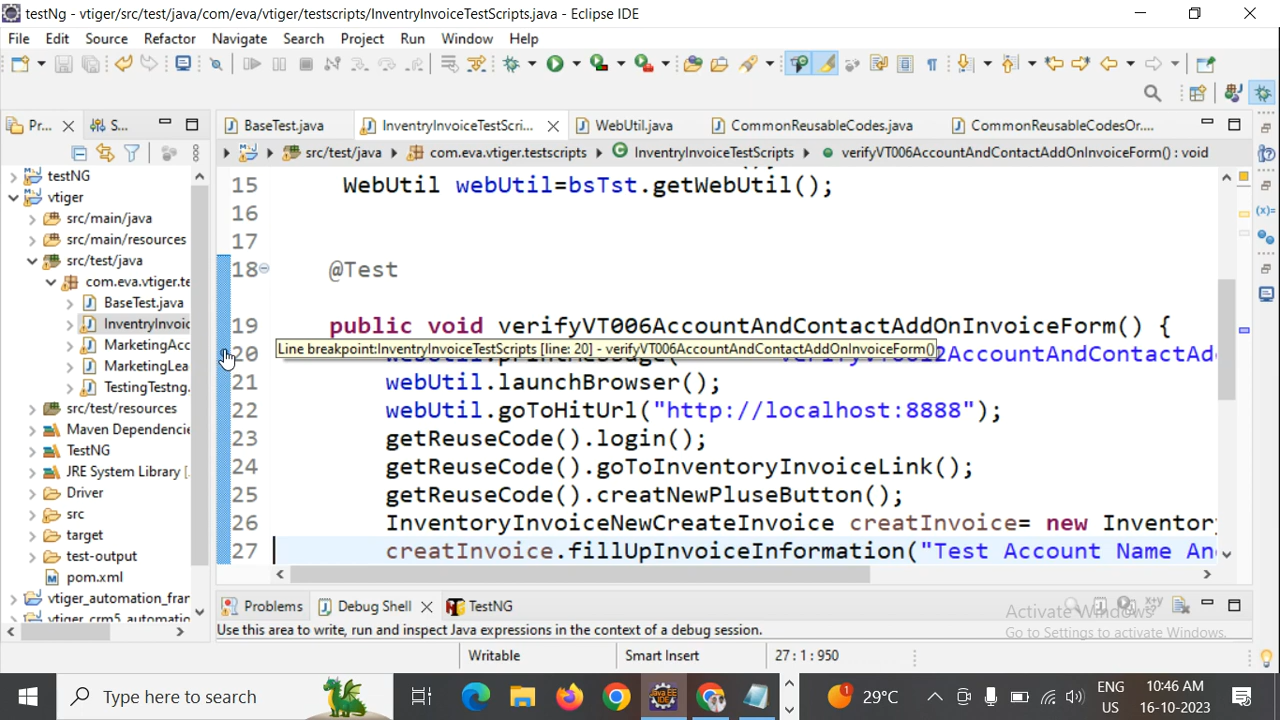 testNg - vtiger/src/test/java/com/eva/vtiger/testscripts/InventryInvoiceTestScripts.java - Eclipse IDE
File Edit Source Refactor Navigate Search Project Run Window Help
Pr... S...
BaseTest.java InventryInvoiceTestScri... WebUtil.java CommonReusableCodes.java CommonReusableCodesOr....
src/test/java com.eva.vtiger.testscripts InventryInvoiceTestScripts verifyVT006AccountAndContactAddOnInvoiceForm() : void
testNG
vtiger
src/main/java
src/main/resources
src/test/java
com.eva.vtiger.te
BaseTest.java
InventryInvoic
MarketingAcc
MarketingLea
TestingTestng.
src/test/resources
Maven Dependencie
TestNG
JRE System Library [
Driver
src
target
test-output
pom.xml
vtiger_automation_frar
vtiger_crm5_automatio
15 WebUtil webUtil=bsTst.getWebUtil();
16
17
18 @Test
19 public void verifyVT006AccountAndContactAddOnInvoiceForm() {
Line breakpoint:InventryInvoiceTestScripts [line: 20] - verifyVT006AccountAndContactAddOnInvoiceForm()
20 AccountAndContactAd
21 webUtil.launchBrowser();
22 webUtil.goToHitUrl("http://localhost:8888");
23 getReuseCode().login();
24 getReuseCode().goToInventoryInvoiceLink();
25 getReuseCode().creatNewPluseButton();
26 InventoryInvoiceNewCreateInvoice creatInvoice= new Inventor
27 creatInvoice.fillUpInvoiceInformation("Test Account Name An
Problems Debug Shell TestNG
Use this area to write, run and inspect Java expressions in the context of a debug session.
Activate Windows
Go to Settings to activate Windows.
Writable Smart Insert 27 : 1 : 950
Type here to search
1 29°C ENG US 10:46 AM 16-10-2023